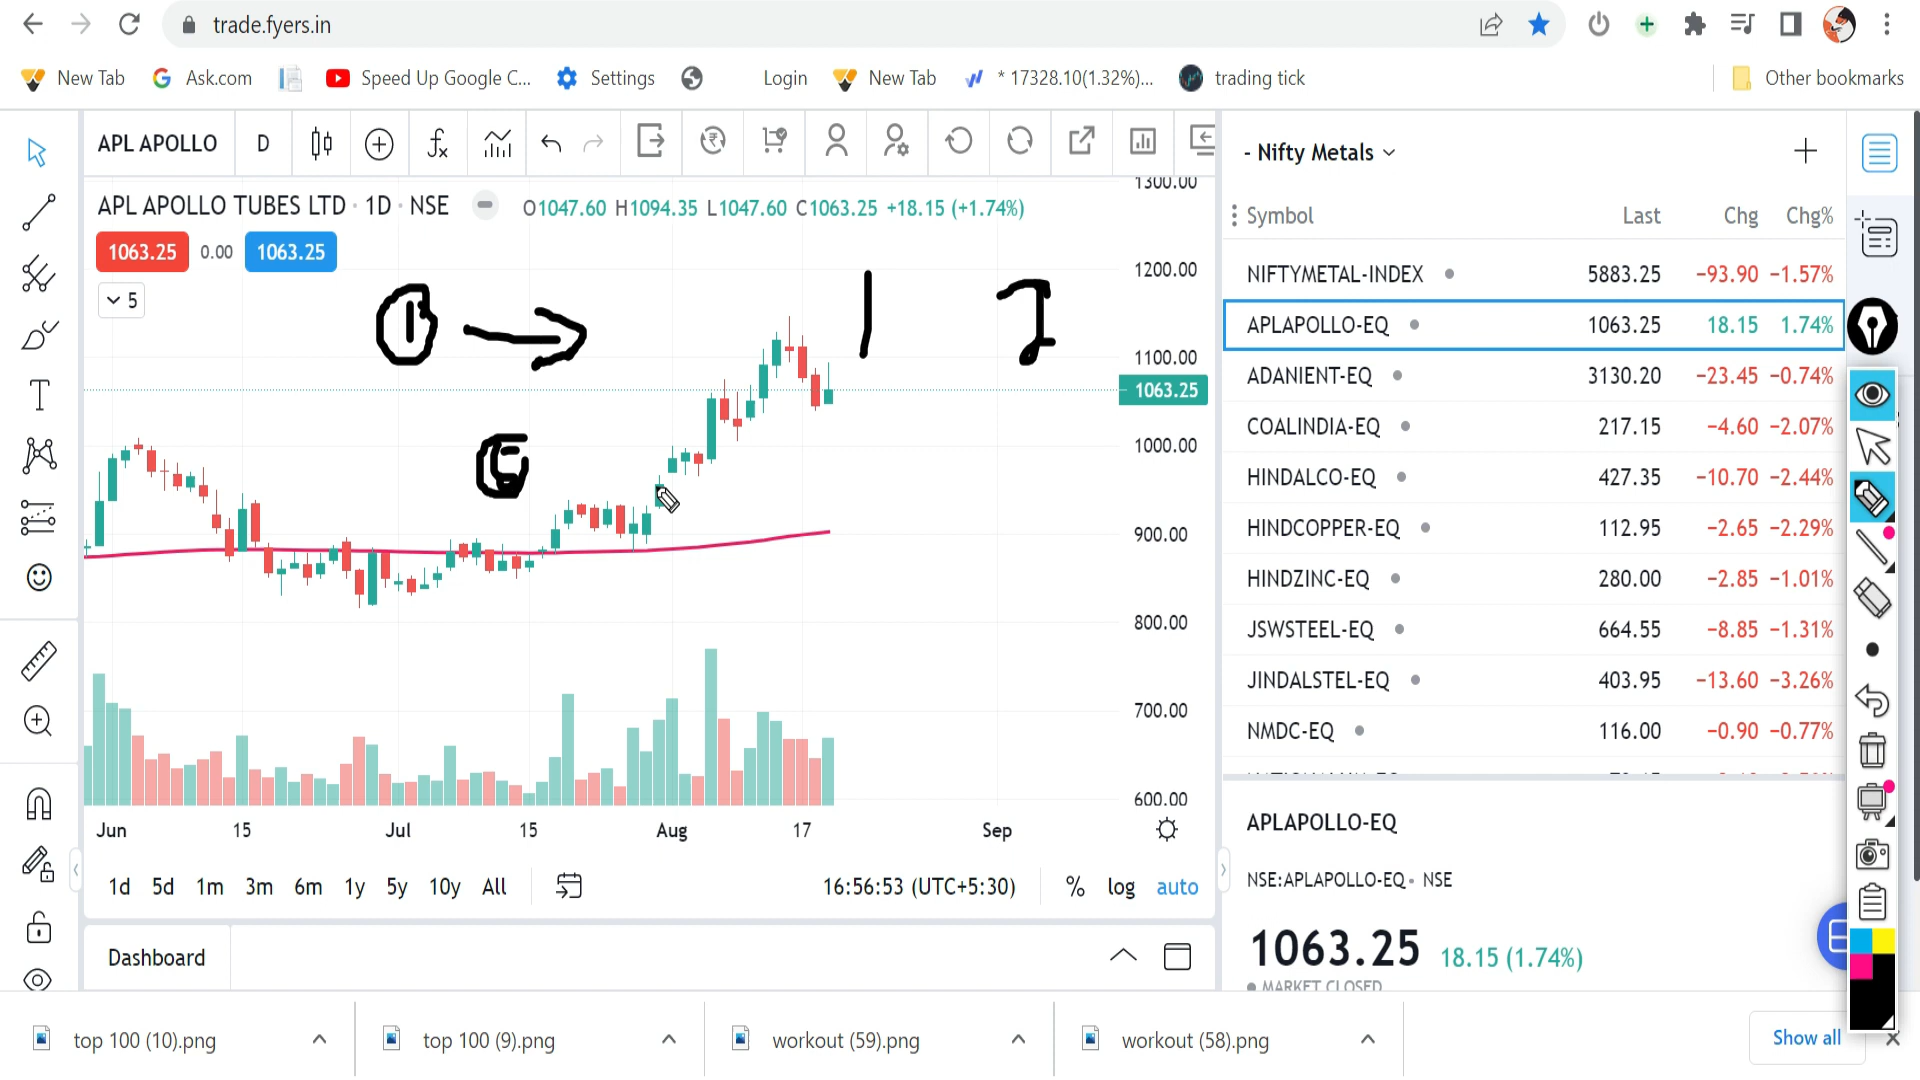 trade.fyers.in
New Tab Ask.com Speed Up Google C... Settings Login New Tab * 17328.10(1.32%)... trading tick Other bookmarks
APL APOLLO D
APL APOLLO TUBES LTD · 1D · NSE O1047.60 H1094.35 L1047.60 C1063.25 +18.15 (+1.74%)
1063.25 0.00 1063.25
5
1 1 2
1300.00
1200.00
1100.00
1063.25
1000.00
900.00
800.00
700.00
600.00
Jun 15 Jul 15 Aug 17 Sep
1d 5d 1m 3m 6m 1y 5y 10y All 16:56:53 (UTC+5:30) % log auto
Dashboard
- Nifty Metals
Symbol Last Chg Chg%
NIFTYMETAL-INDEX 5883.25 −93.90 −1.57%
APLAPOLLO-EQ 1063.25 18.15 1.74%
ADANIENT-EQ 3130.20 −23.45 −0.74%
COALINDIA-EQ 217.15 −4.60 −2.07%
HINDALCO-EQ 427.35 −10.70 −2.44%
HINDCOPPER-EQ 112.95 −2.65 −2.29%
HINDZINC-EQ 280.00 −2.85 −1.01%
JSWSTEEL-EQ 664.55 −8.85 −1.31%
JINDALSTEL-EQ 403.95 −13.60 −3.26%
NMDC-EQ 116.00 −0.90 −0.77%
APLAPOLLO-EQ
NSE:APLAPOLLO-EQ • NSE
1063.25 18.15 (1.74%)
MARKET CLOSED
top 100 (10).png top 100 (9).png workout (59).png workout (58).png Show all